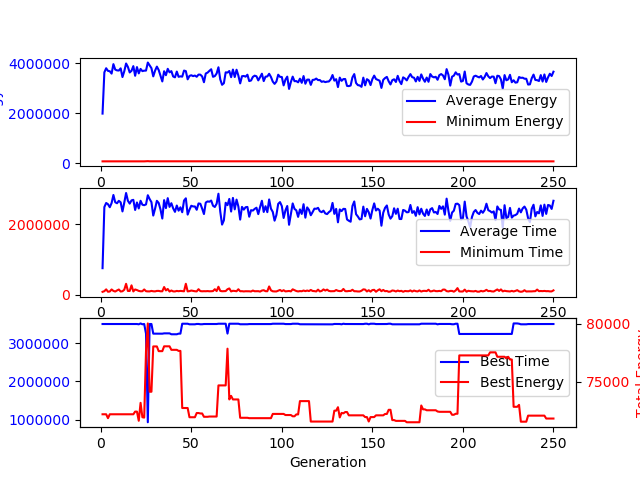 4000000
2000000
0
Average Energy
Minimum Energy
0 50 100 150 200 250
2000000
0
Average Time
Minimum Time
0 50 100 150 200 250
3000000
2000000
1000000
Best Time
Best Energy
80000
75000
Total Energy
0 50 100 150 200 250
Generation